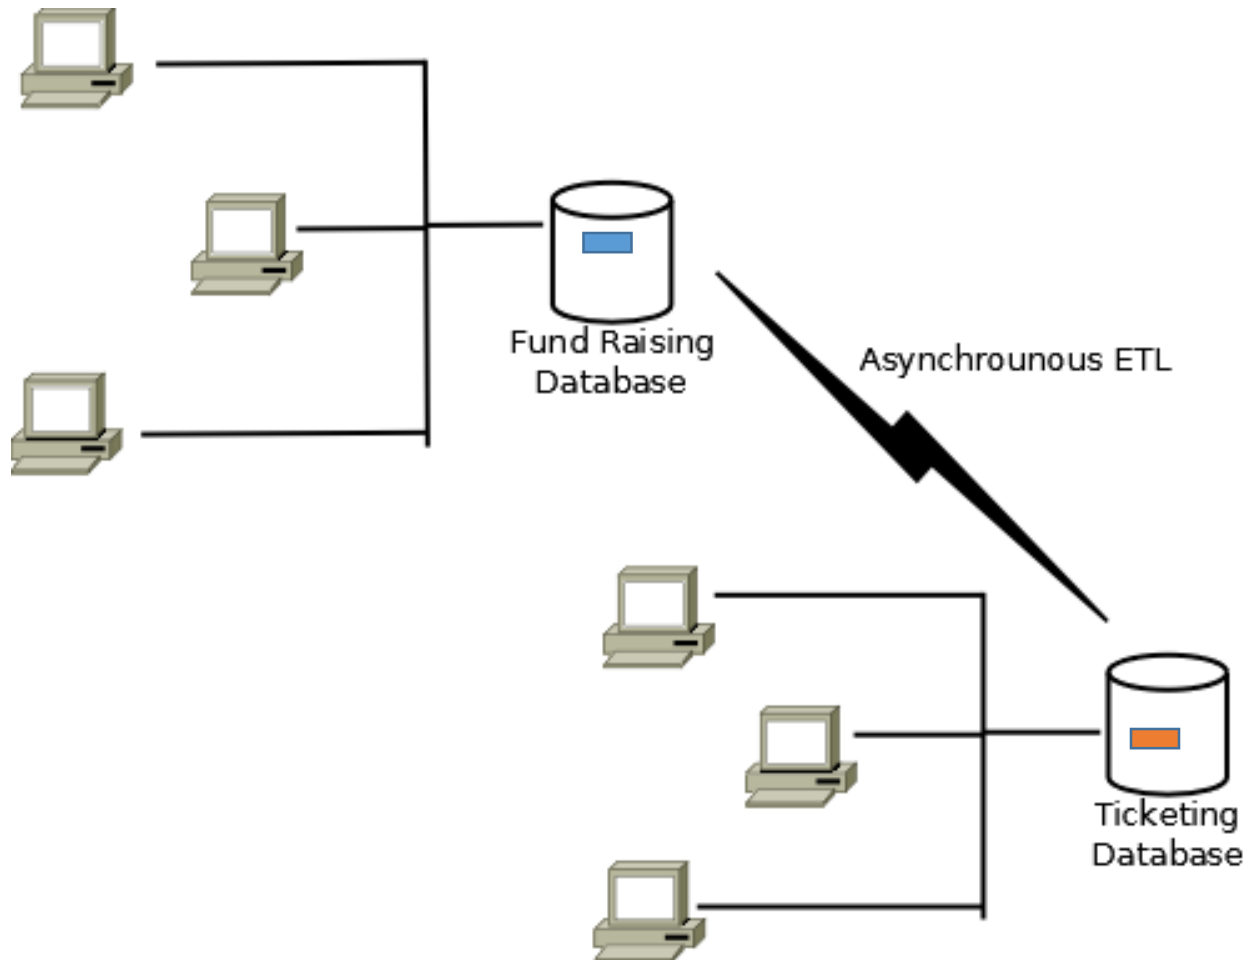 Fund Raising
Database
Asynchrounous ETL
Ticketing
Database